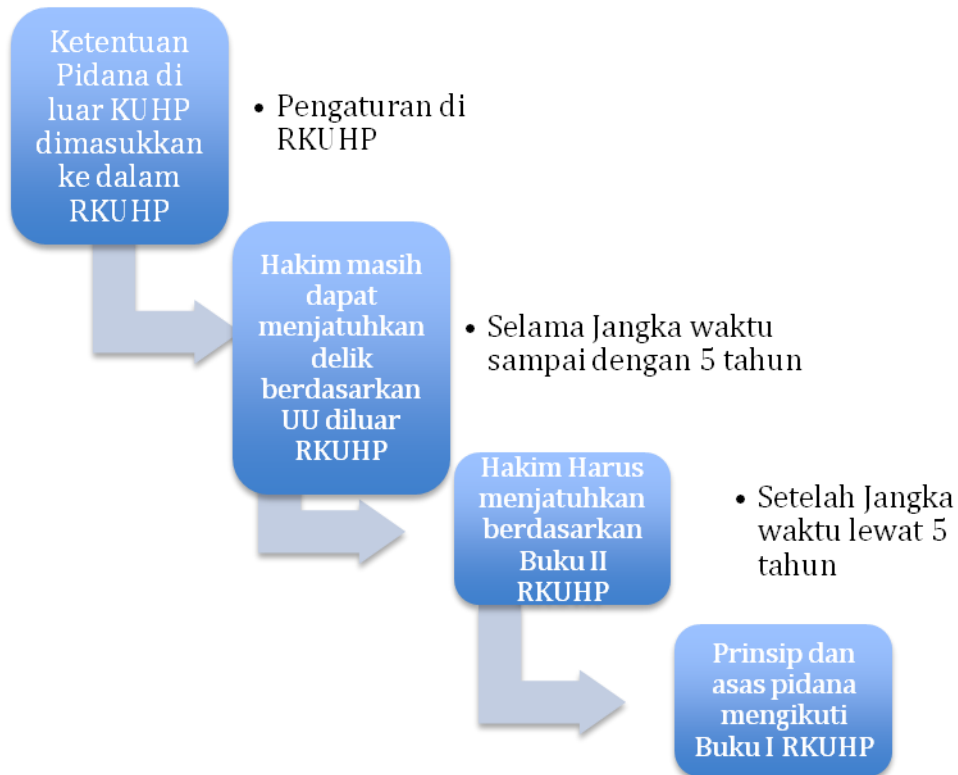 Ketentuan
Pidana di
luar KUHP
dimasukkan
ke dalam
RKUHP
• Pengaturan di
RKUHP
Hakim masih
dapat
menjatuhkan
delik
berdasarkan
UU diluar
RKUHP
• Selama Jangka waktu
sampai dengan 5 tahun
Hakim Harus
menjatuhkan
berdasarkan
Buku II
RKUHP
• Setelah Jangka
waktu lewat 5
tahun
Prinsip dan
asas pidana
mengikuti
Buku I RKUHP